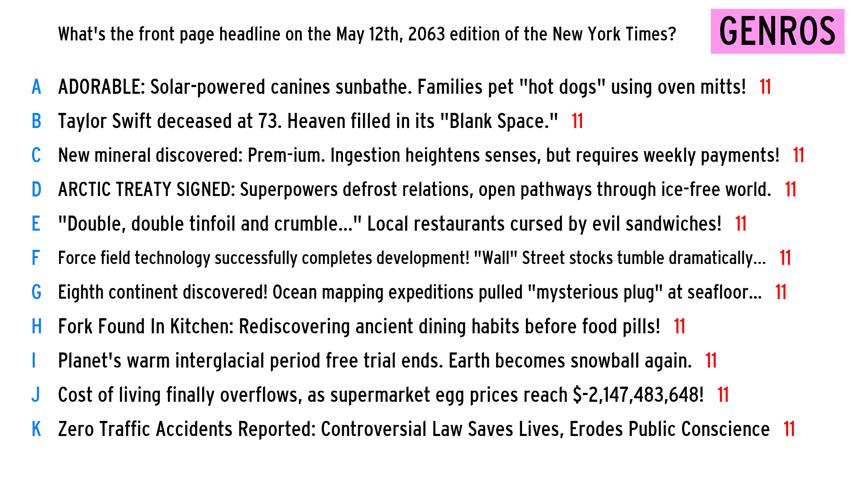 What's the front page headline on the May 12th, 2063 edition of the New York Times?
GENROS
A ADORABLE: Solar-powered canines sunbathe. Families pet "hot dogs" using oven mitts! 11
B Taylor Swift deceased at 73. Heaven filled in its "Blank Space." 11
C New mineral discovered: Prem-ium. Ingestion heightens senses, but requires weekly payments! 11
D ARCTIC TREATY SIGNED: Superpowers defrost relations, open pathways through ice-free world. 11
E "Double, double tinfoil and crumble..." Local restaurants cursed by evil sandwiches! 11
F Force field technology successfully completes development! "Wall" Street stocks tumble dramatically... 11
G Eighth continent discovered! Ocean mapping expeditions pulled "mysterious plug" at seafloor... 11
H Fork Found In Kitchen: Rediscovering ancient dining habits before food pills! 11
I Planet's warm interglacial period free trial ends. Earth becomes snowball again. 11
J Cost of living finally overflows, as supermarket egg prices reach $-2,147,483,648! 11
K Zero Traffic Accidents Reported: Controversial Law Saves Lives, Erodes Public Conscience 11